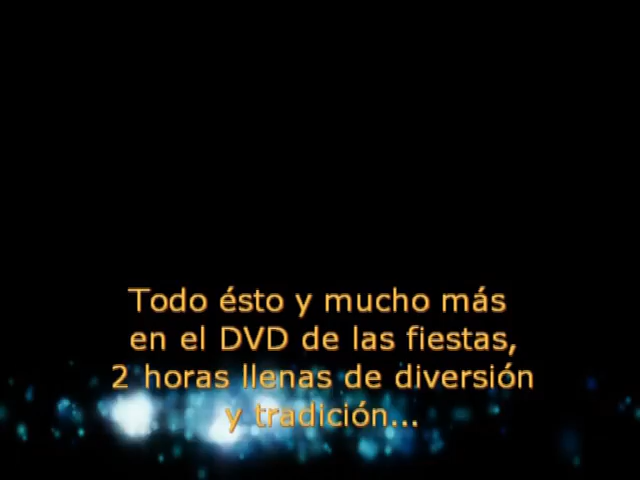 Todo ésto y mucho más
en el DVD de las fiestas,
2 horas llenas de diversión
y tradición...